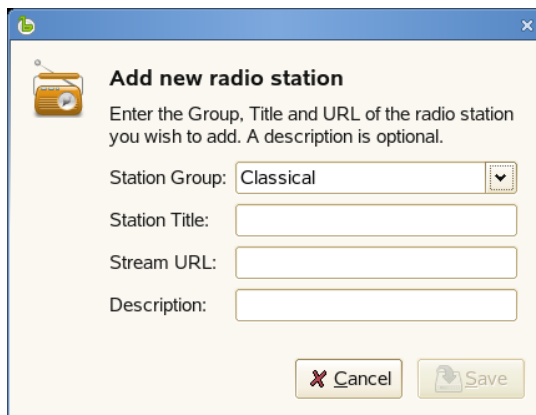 Add new radio station
Enter the Group, Title and URL of the radio station
you wish to add. A description is optional.
Station Group: Classical
Station Title:
Stream URL:
Description:
Cancel Save